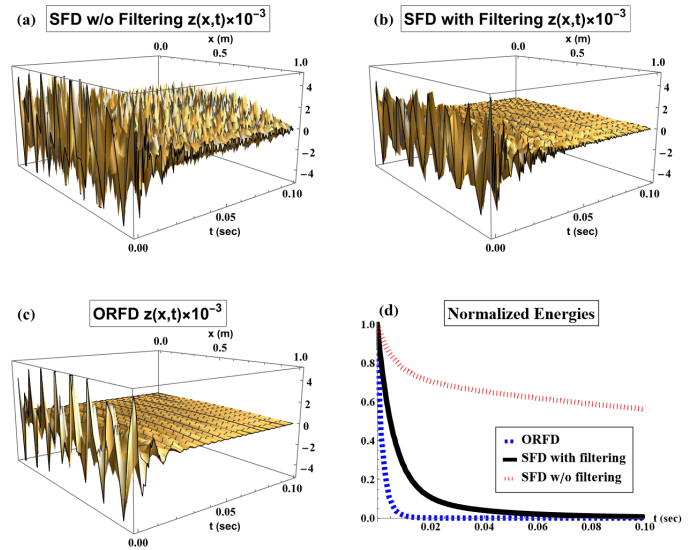 (a) SFD w/o Filtering z(x,t)×10⁻³
x (m)
0.0
0.5
1.0
4
2
0
−2
−4
0.00
0.05
0.10
t (sec)
(b) SFD with Filtering z(x,t)×10⁻³
x (m)
0.0
0.5
1.0
4
2
0
−2
−4
0.00
0.05
0.10
t (sec)
(c) ORFD z(x,t)×10⁻³
x (m)
0.0
0.5
1.0
4
2
0
−2
−4
0.00
0.05
0.10
t (sec)
(d) Normalized Energies
1.0
0.8
0.6
0.4
0.2
0.0
ORFD
SFD with filtering
SFD w/o filtering
t (sec)
0.02 0.04 0.06 0.08 0.10